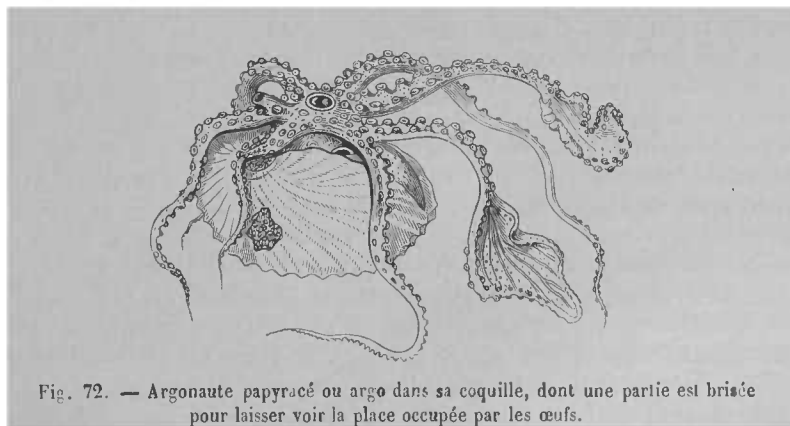 Fig. 72. — Argonaute papyracé ou argo dans sa coquille, dont une partie est brisée
pour laisser voir la place occupée par les œufs.